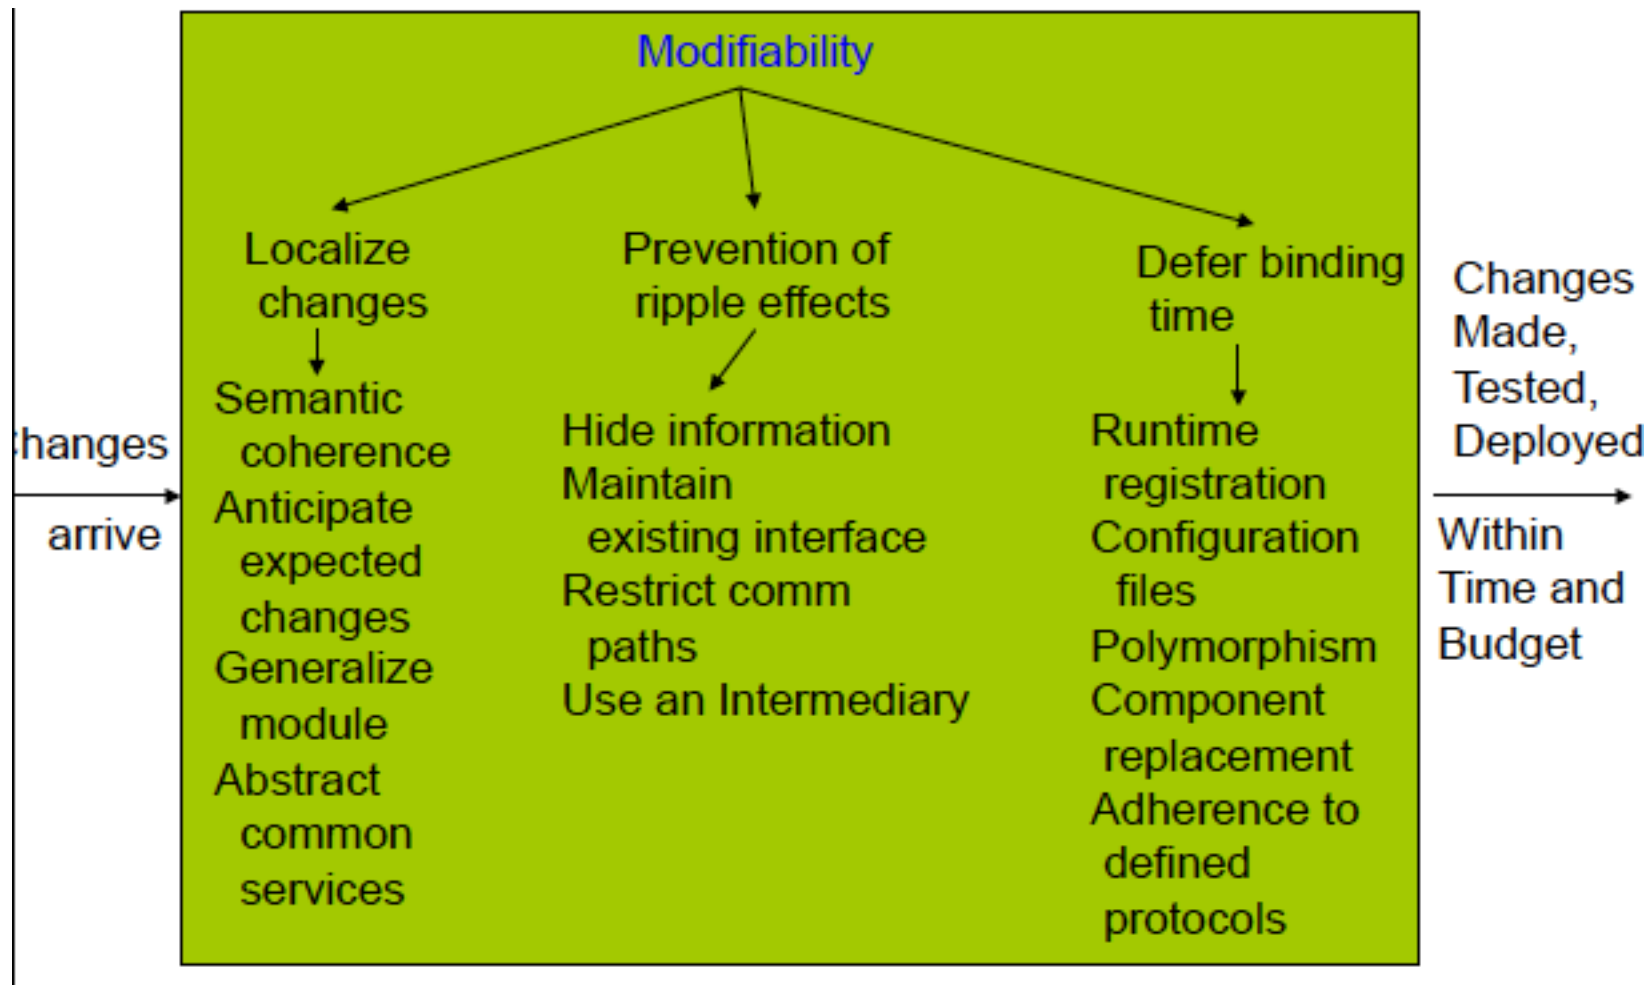 Modifiability
Localize
changes
Semantic
coherence
Anticipate
expected
changes
Generalize
module
Abstract
common
services
Prevention of
ripple effects
Hide information
Maintain
existing interface
Restrict comm
paths
Use an Intermediary
Defer binding
time
Runtime
registration
Configuration
files
Polymorphism
Component
replacement
Adherence to
defined
protocols
hanges
arrive
Changes
Made,
Tested,
Deployed
Within
Time and
Budget